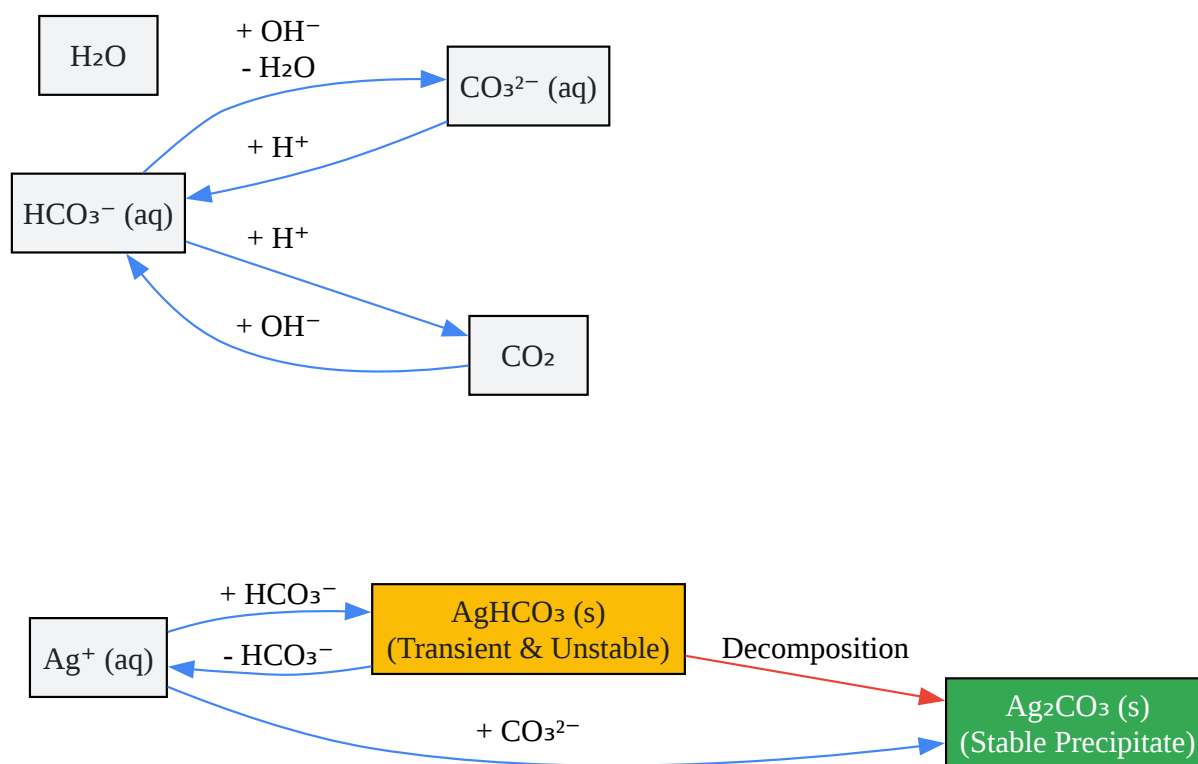 H₂O
+ OH⁻
- H₂O
CO₃²⁻ (aq)
+ H⁺
HCO₃⁻ (aq)
+ H⁺
+ OH⁻
CO₂
+ HCO₃⁻
AgHCO₃ (s)
(Transient & Unstable)
Ag⁺ (aq)
- HCO₃⁻
Decomposition
+ CO₃²⁻
Ag₂CO₃ (s)
(Stable Precipitate)